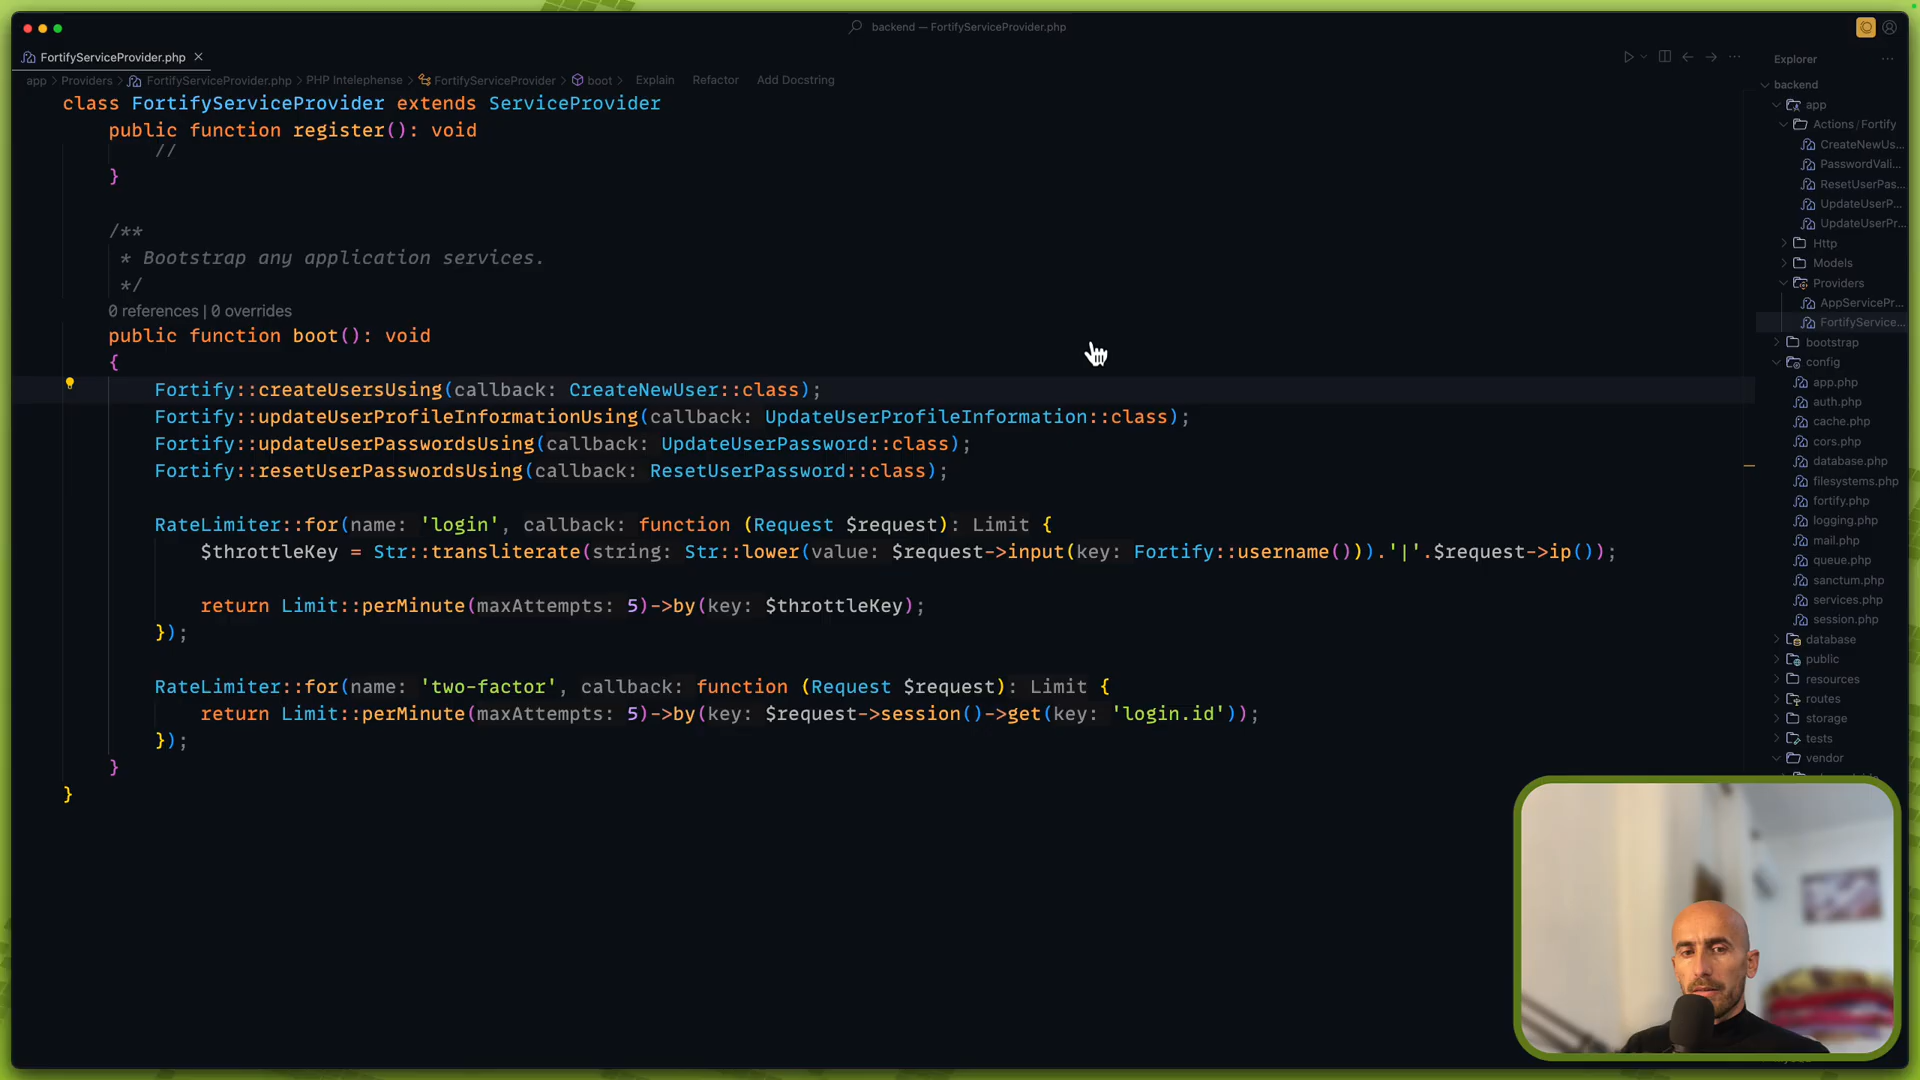 backend — FortifyServiceProvider.php
FortifyServiceProvider.php
app > Providers > FortifyServiceProvider.php > PHP Intelephense > FortifyServiceProvider > boot > Explain Refactor Add Docstring
class FortifyServiceProvider extends ServiceProvider
public function register(): void
//
}
/**
* Bootstrap any application services.
*/
0 references | 0 overrides
public function boot(): void
{
Fortify::createUsersUsing(callback: CreateNewUser::class);
Fortify::updateUserProfileInformationUsing(callback: UpdateUserProfileInformation::class);
Fortify::updateUserPasswordsUsing(callback: UpdateUserPassword::class);
Fortify::resetUserPasswordsUsing(callback: ResetUserPassword::class);
RateLimiter::for(name: 'login', callback: function (Request $request): Limit {
$throttleKey = Str::transliterate(string: Str::lower(value: $request->input(key: Fortify::username())).'|'.$request->ip());
return Limit::perMinute(maxAttempts: 5)->by(key: $throttleKey);
});
RateLimiter::for(name: 'two-factor', callback: function (Request $request): Limit {
return Limit::perMinute(maxAttempts: 5)->by(key: $request->session()->get(key: 'login.id'));
});
}
}
Explorer
backend
app
Actions/Fortify
CreateNewUs...
PasswordVali...
ResetUserPas...
UpdateUserP...
UpdateUserPr...
Http
Models
Providers
AppServicePr...
FortifyService...
bootstrap
config
app.php
auth.php
cache.php
cors.php
database.php
filesystems.php
fortify.php
logging.php
mail.php
queue.php
sanctum.php
services.php
session.php
database
public
resources
routes
storage
tests
vendor